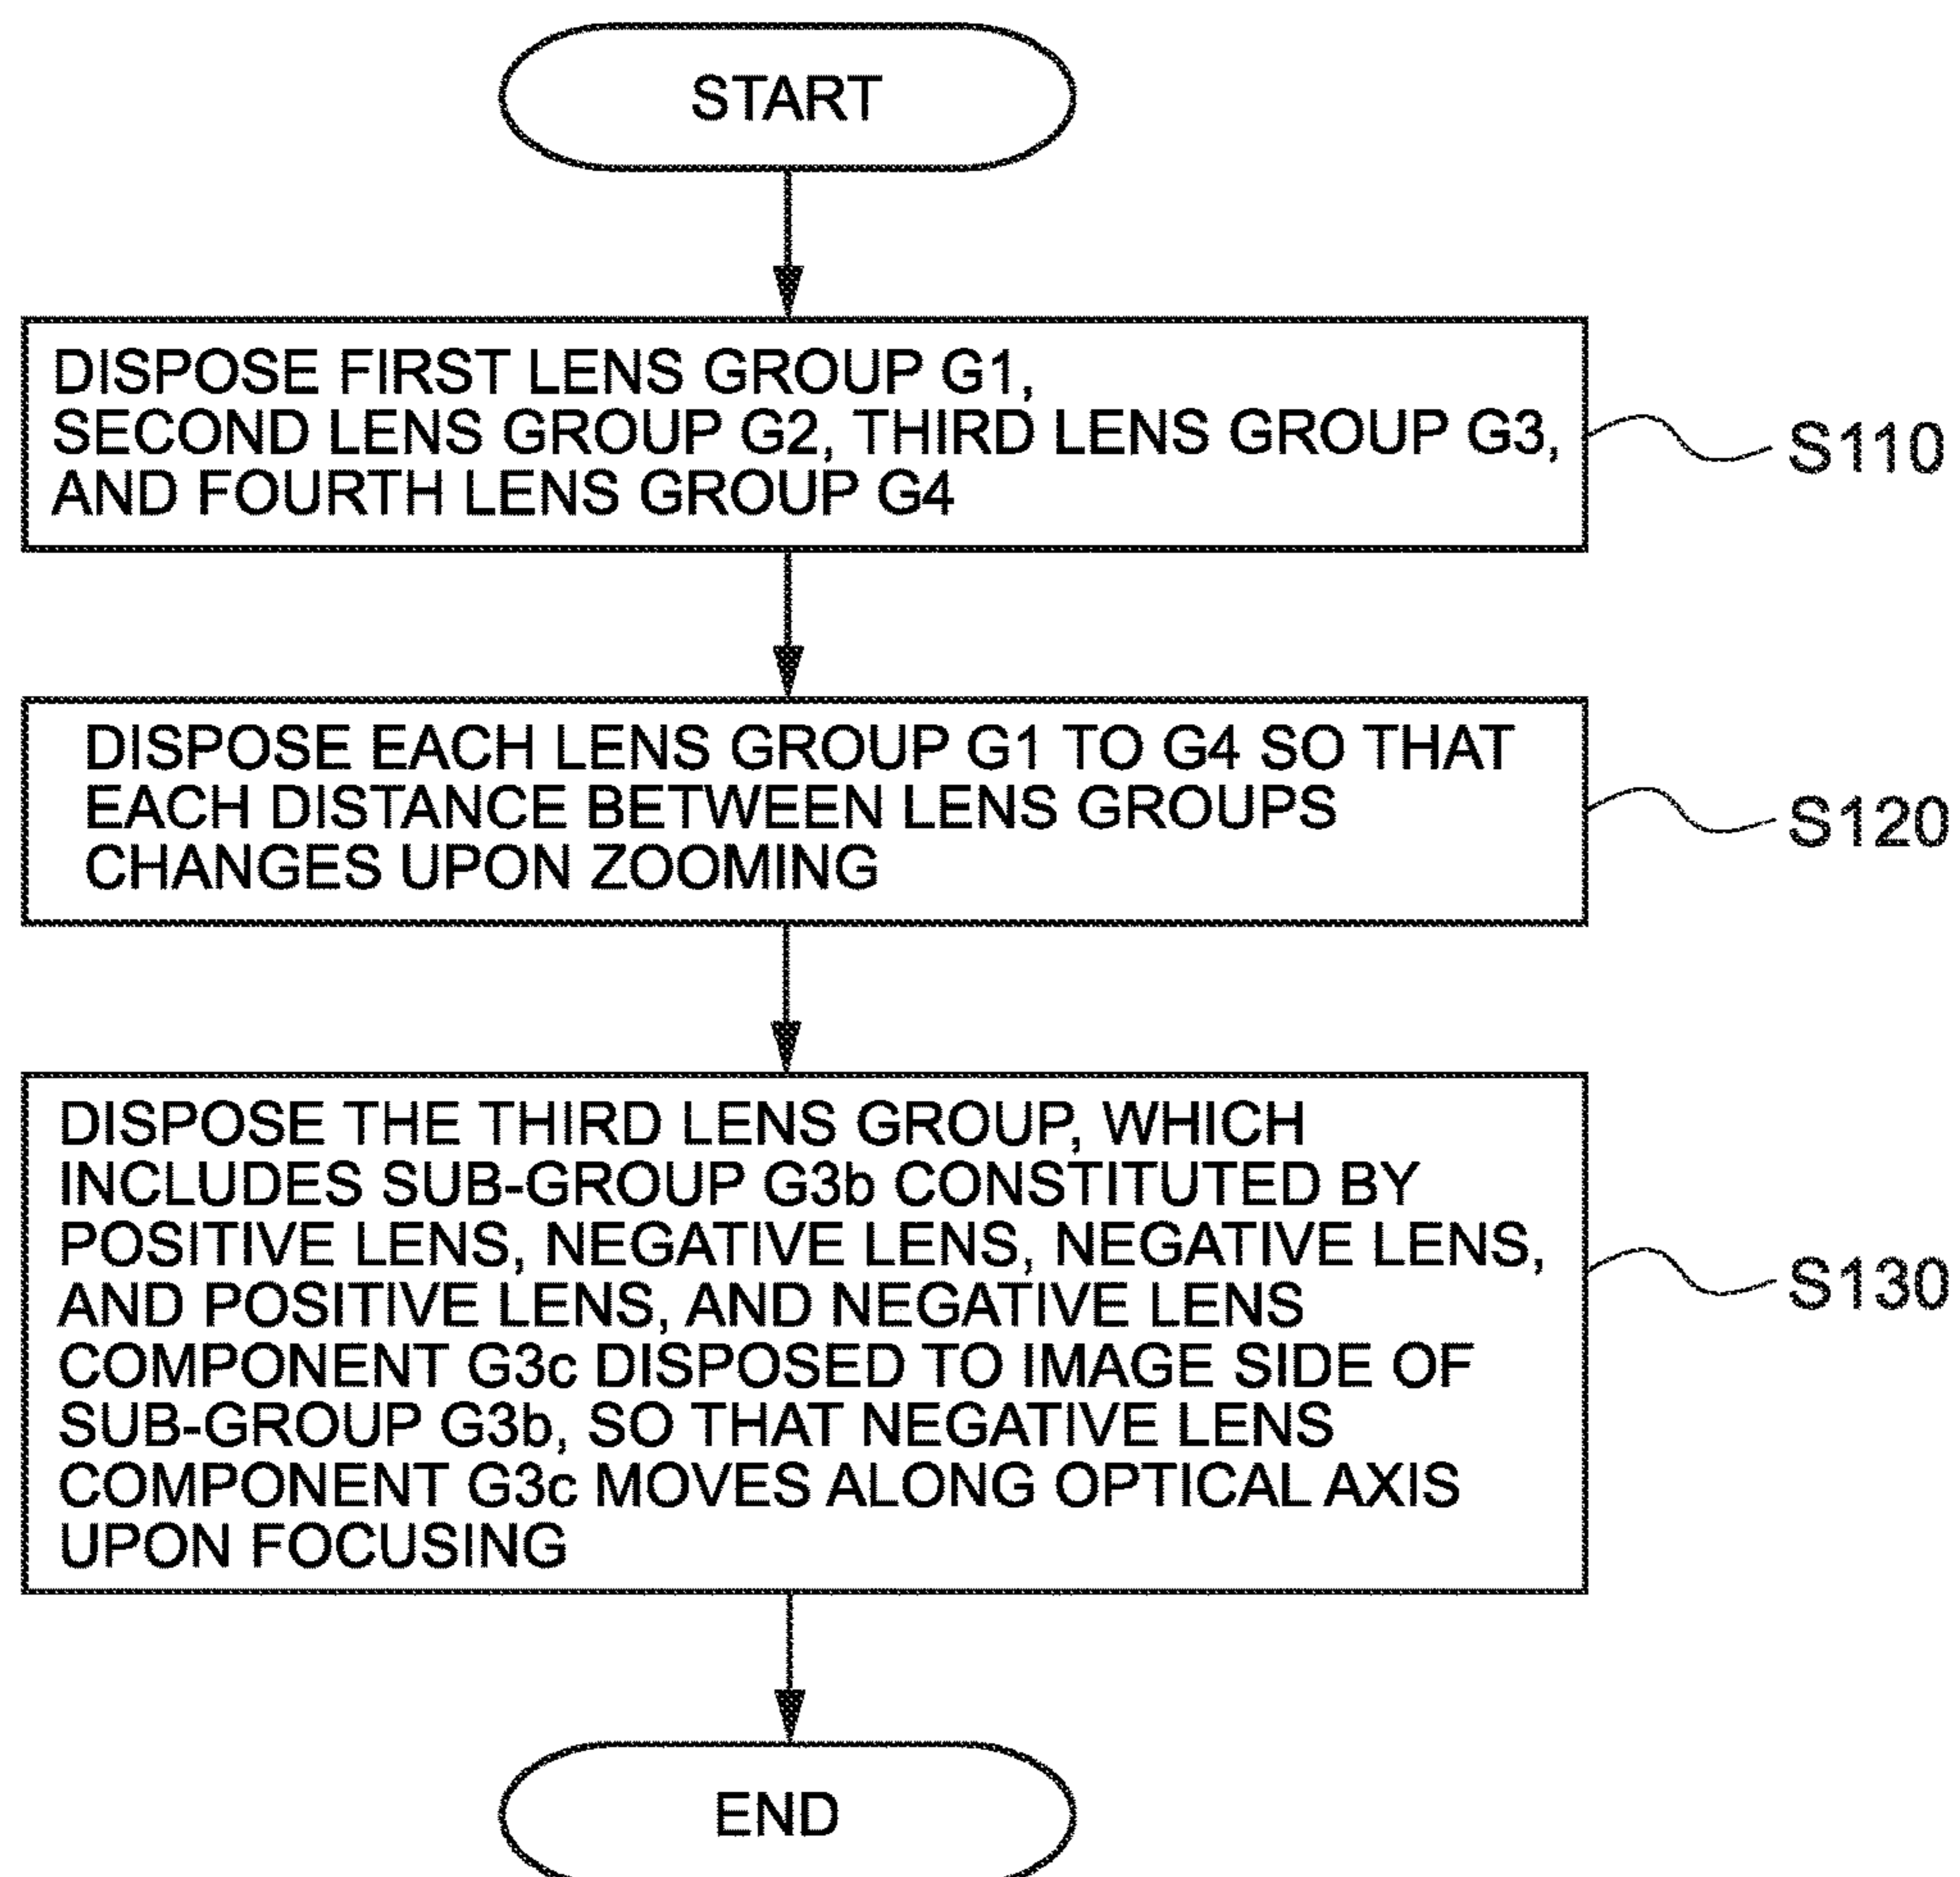 START
DISPOSE FIRST LENS GROUP G1,
SECOND LENS GROUP G2, THIRD LENS GROUP G3,
AND FOURTH LENS GROUP G4
S110
DISPOSE EACH LENS GROUP G1 TO G4 SO THAT
EACH DISTANCE BETWEEN LENS GROUPS
CHANGES UPON ZOOMING
S120
DISPOSE THE THIRD LENS GROUP, WHICH
INCLUDES SUB-GROUP G3b CONSTITUTED BY
POSITIVE LENS, NEGATIVE LENS, NEGATIVE LENS,
AND POSITIVE LENS, AND NEGATIVE LENS
COMPONENT G3c DISPOSED TO IMAGE SIDE OF
SUB-GROUP G3b, SO THAT NEGATIVE LENS
COMPONENT G3c MOVES ALONG OPTICAL AXIS
UPON FOCUSING
S130
END